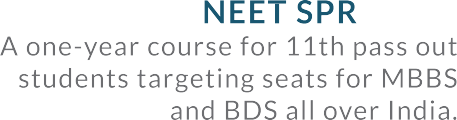 NEET SPR
A one-year course for 11th pass out
students targeting seats for MBBS
and BDS all over India.